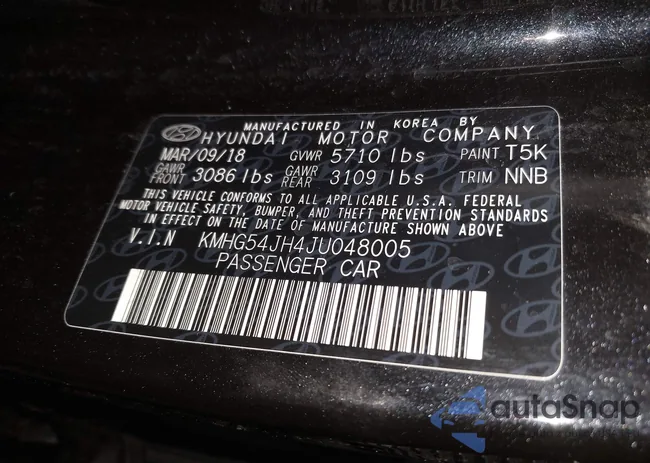 MANUFACTURED IN KOREA BY
HYUNDAI MOTOR COMPANY
MAR/09/18 GVWR 5710 lbs PAINT T5K
GAWR FRONT 3086 lbs GAWR REAR 3109 lbs TRIM NNB
THIS VEHICLE CONFORMS TO ALL APPLICABLE U.S.A. FEDERAL
MOTOR VEHICLE SAFETY, BUMPER, AND THEFT PREVENTION STANDARDS
IN EFFECT ON THE DATE OF MANUFACTURE SHOWN ABOVE
V.I.N KMHG54JH4JU048005
PASSENGER CAR
autoSnap